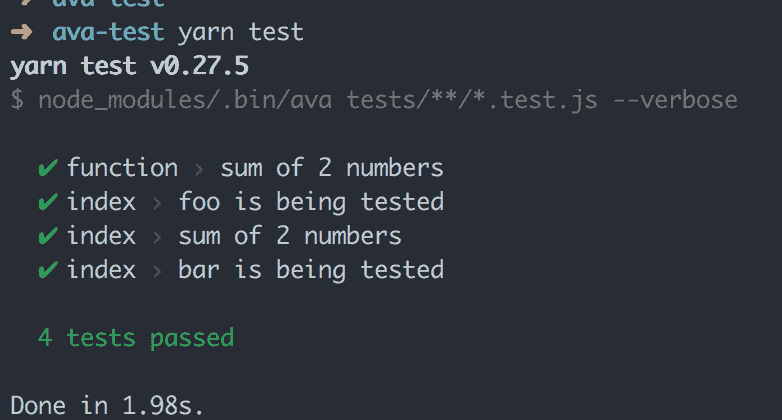 ➜ ava-test
➜ ava-test yarn test
yarn test v0.27.5
$ node_modules/.bin/ava tests/**/*.test.js --verbose
✔ function › sum of 2 numbers
✔ index › foo is being tested
✔ index › sum of 2 numbers
✔ index › bar is being tested
4 tests passed
Done in 1.98s.